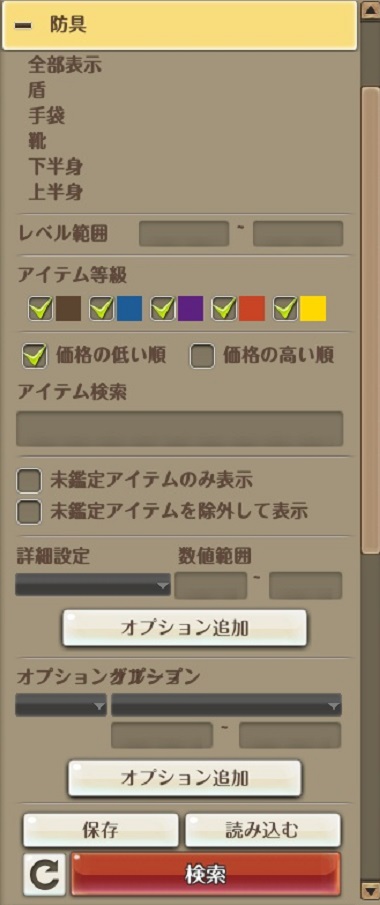 防具
全部表示
盾
手袋
靴
下半身
上半身
レベル範囲 ~
アイテム等級
価格の低い順 価格の高い順
アイテム検索
未鑑定アイテムのみ表示
未鑑定アイテムを除外して表示
詳細設定 数値範囲
~
オプション追加
オプション
~
オプション追加
保存 読み込む
検索